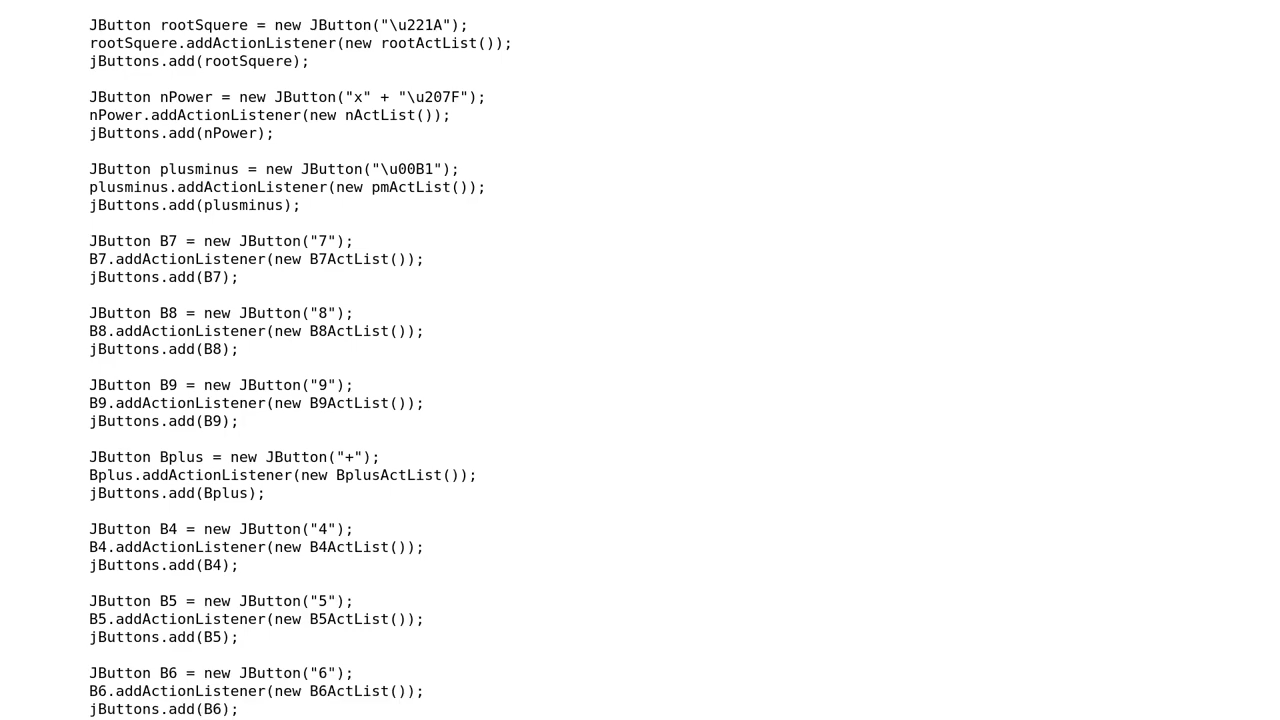 JButton rootSquere = new JButton("\u221A");
rootSquere.addActionListener(new rootActList());
jButtons.add(rootSquere);
JButton nPower = new JButton("x" + "\u207F");
nPower.addActionListener(new nActList());
jButtons.add(nPower);
JButton plusminus = new JButton("\u00B1");
plusminus.addActionListener(new pmActList());
jButtons.add(plusminus);
JButton B7 = new JButton("7");
B7.addActionListener(new B7ActList());
jButtons.add(B7);
JButton B8 = new JButton("8");
B8.addActionListener(new B8ActList());
jButtons.add(B8);
JButton B9 = new JButton("9");
B9.addActionListener(new B9ActList());
jButtons.add(B9);
JButton Bplus = new JButton("+");
Bplus.addActionListener(new BplusActList());
jButtons.add(Bplus);
JButton B4 = new JButton("4");
B4.addActionListener(new B4ActList());
jButtons.add(B4);
JButton B5 = new JButton("5");
B5.addActionListener(new B5ActList());
jButtons.add(B5);
JButton B6 = new JButton("6");
B6.addActionListener(new B6ActList());
jButtons.add(B6);